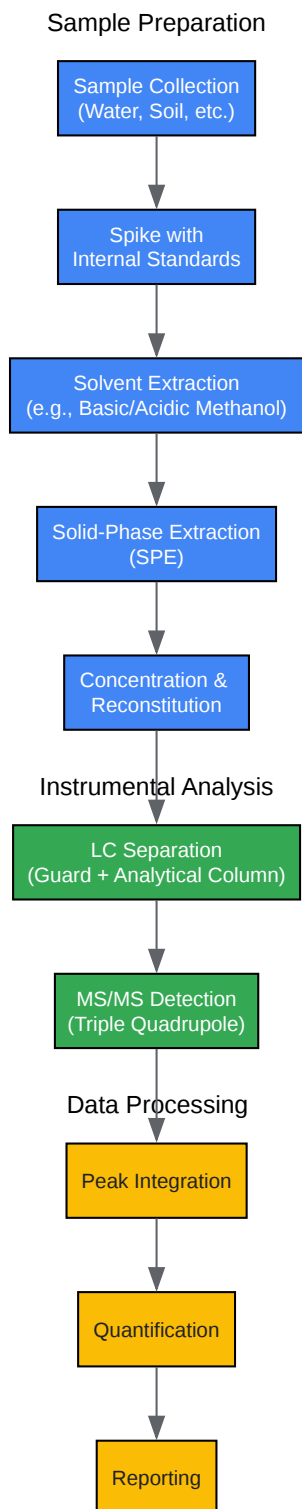 Sample Preparation
Sample Collection
(Water, Soil, etc.)
Spike with
Internal Standards
Solvent Extraction
(e.g., Basic/Acidic Methanol)
Solid-Phase Extraction
(SPE)
Concentration &
Reconstitution
Instrumental Analysis
LC Separation
(Guard + Analytical Column)
MS/MS Detection
(Triple Quadrupole)
Data Processing
Peak Integration
Quantification
Reporting